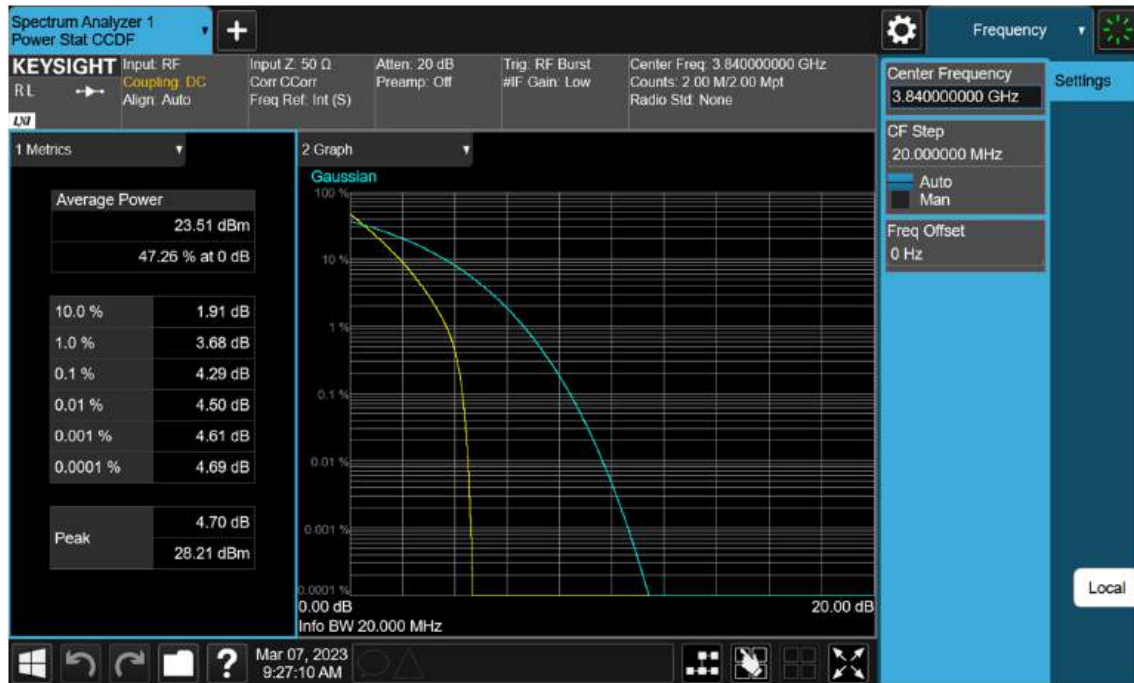 Spectrum Analyzer 1
Power Stat CCDF
+
Frequency
KEYSIGHT
RL
LXI
Input: RF
Coupling: DC
Align: Auto
Input Z: 50 Ω
Corr CCorr
Freq Ref: Int (S)
Atten: 20 dB
Preamp: Off
Trig: RF Burst
#IF Gain: Low
Center Freq: 3.840000000 GHz
Counts: 2.00 M/2.00 Mpt
Radio Std: None
Center Frequency
3.840000000 GHz
Settings
CF Step
20.000000 MHz
Auto
Man
Freq Offset
0 Hz
Local
1 Metrics
Average Power
23.51 dBm
47.26 % at 0 dB
10.0 % 1.91 dB
1.0 % 3.68 dB
0.1 % 4.29 dB
0.01 % 4.50 dB
0.001 % 4.61 dB
0.0001 % 4.69 dB
Peak
4.70 dB
28.21 dBm
2 Graph
Gaussian
100 %
10 %
1 %
0.1 %
0.01 %
0.001 %
0.0001 %
0.00 dB 20.00 dB
Info BW 20.000 MHz
?
Mar 07, 2023
9:27:10 AM